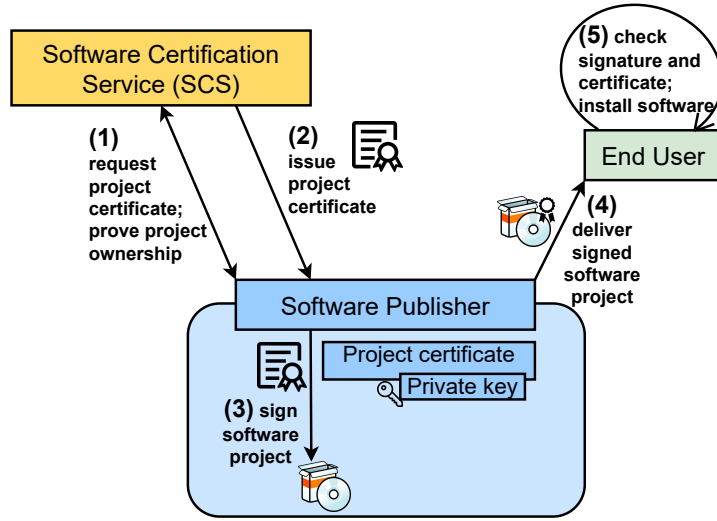 Software Certification
Service (SCS)
(1)
request
project
certificate;
prove project
ownership
(2)
issue
project
certificate
(5) check
signature and
certificate;
install software
End User
(4)
deliver
signed
software
project
Software Publisher
Project certificate
Private key
(3) sign
software
project